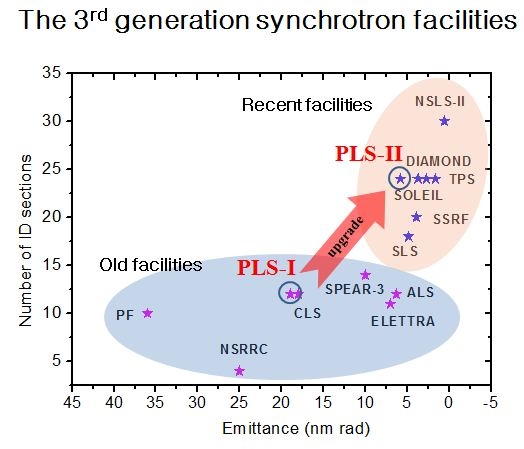 The 3rd generation synchrotron facilities
35
30
25
20
15
10
5
Number of ID sections
Recent facilities
NSLS-II
PLS-II
DIAMOND
TPS
SOLEIL
SSRF
SLS
upgrade
Old facilities
PLS-I
SPEAR-3
ALS
PF
CLS
ELETTRA
NSRRC
45 40 35 30 25 20 15 10 5 0 -5
Emittance (nm rad)